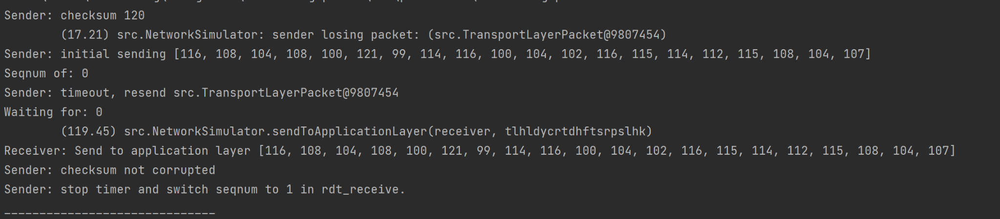 Sender: checksum 120
(17.21) src.NetworkSimulator: sender losing packet: (src.TransportLayerPacket@9807454)
Sender: initial sending [116, 108, 104, 108, 100, 121, 99, 114, 116, 100, 104, 102, 116, 115, 114, 112, 115, 108, 104, 107]
Seqnum of: 0
Sender: timeout, resend src.TransportLayerPacket@9807454
Waiting for: 0
(119.45) src.NetworkSimulator.sendToApplicationLayer(receiver, tlhldycrtdhftsrpslhk)
Receiver: Send to application layer [116, 108, 104, 108, 100, 121, 99, 114, 116, 100, 104, 102, 116, 115, 114, 112, 115, 108, 104, 107]
Sender: checksum not corrupted
Sender: stop timer and switch seqnum to 1 in rdt_receive.
______________________________